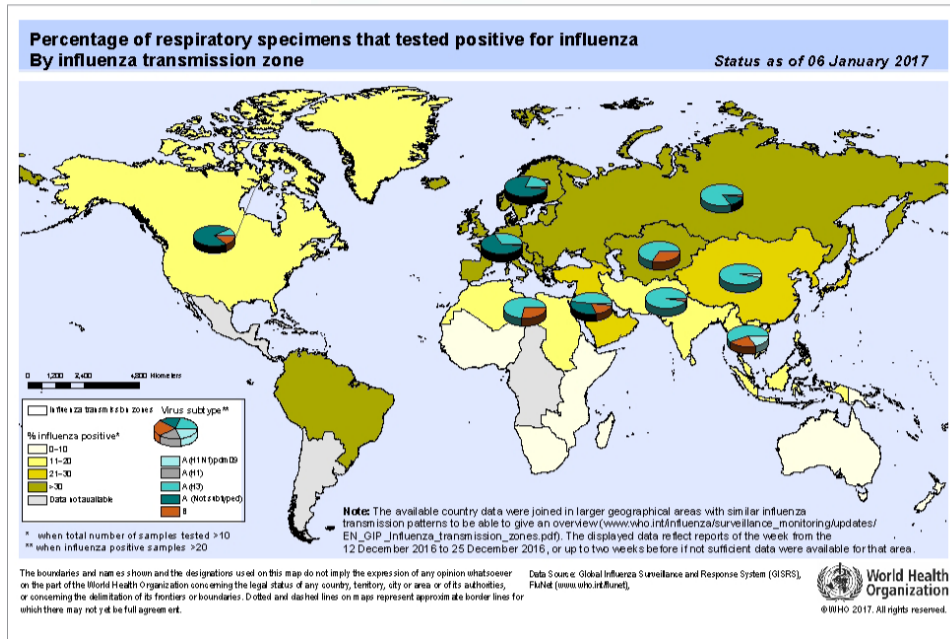 Percentage of respiratory specimens that tested positive for influenza
By influenza transmission zone
Status as of 06 January 2017
0 1,200 2,400 4,800 Kilometers
Influenza transmission zones
Virus subtype**
% influenza positive*
0–10
11–20
21–30
>30
Data not available
A(H1N1)pdm09
A(H1)
A(H3)
A (Not subtyped)
B
* when total number of samples tested >10
** when influenza positive samples >20
Note: The available country data were joined in larger geographical areas with similar influenza
transmission patterns to be able to give an overview (www.who.int/influenza/surveillance_monitoring/updates/
EN_GIP_Influenza_transmission_zones.pdf). The displayed data reflect reports of the week from the
12 December 2016 to 25 December 2016, or up to two weeks before if not sufficient data were available for that area.
The boundaries and names shown and the designations used on this map do not imply the expression of any opinion whatsoever
on the part of the World Health Organization concerning the legal status of any country, territory, city or area or of its authorities,
or concerning the delimitation of its frontiers or boundaries. Dotted and dashed lines on maps represent approximate border lines for
which there may not yet be full agreement.
Data Source: Global Influenza Surveillance and Response System (GISRS),
FluNet (www.who.int/flunet),
World Health
Organization
©WHO 2017. All rights reserved.